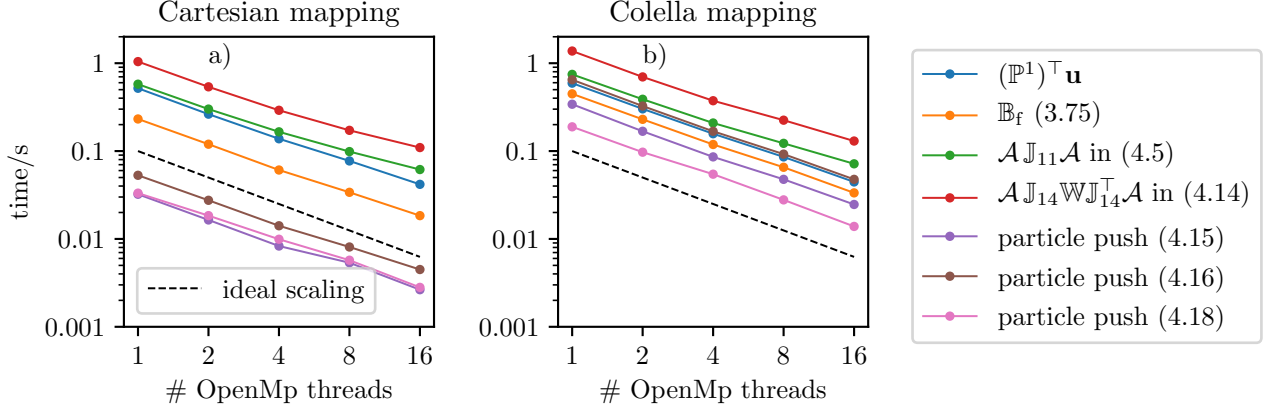 Cartesian mapping
Colella mapping
a)
b)
time/s
1
0.1
0.01
0.001
1
0.1
0.01
0.001
ideal scaling
1 2 4 8 16
1 2 4 8 16
# OpenMp threads
# OpenMp threads
(ℙ¹)⊤𝐮
𝔹f (3.75)
𝒜𝕁₁₁𝒜 in (4.5)
𝒜𝕁₁₄𝕎𝕁⊤₁₄𝒜 in (4.14)
particle push (4.15)
particle push (4.16)
particle push (4.18)